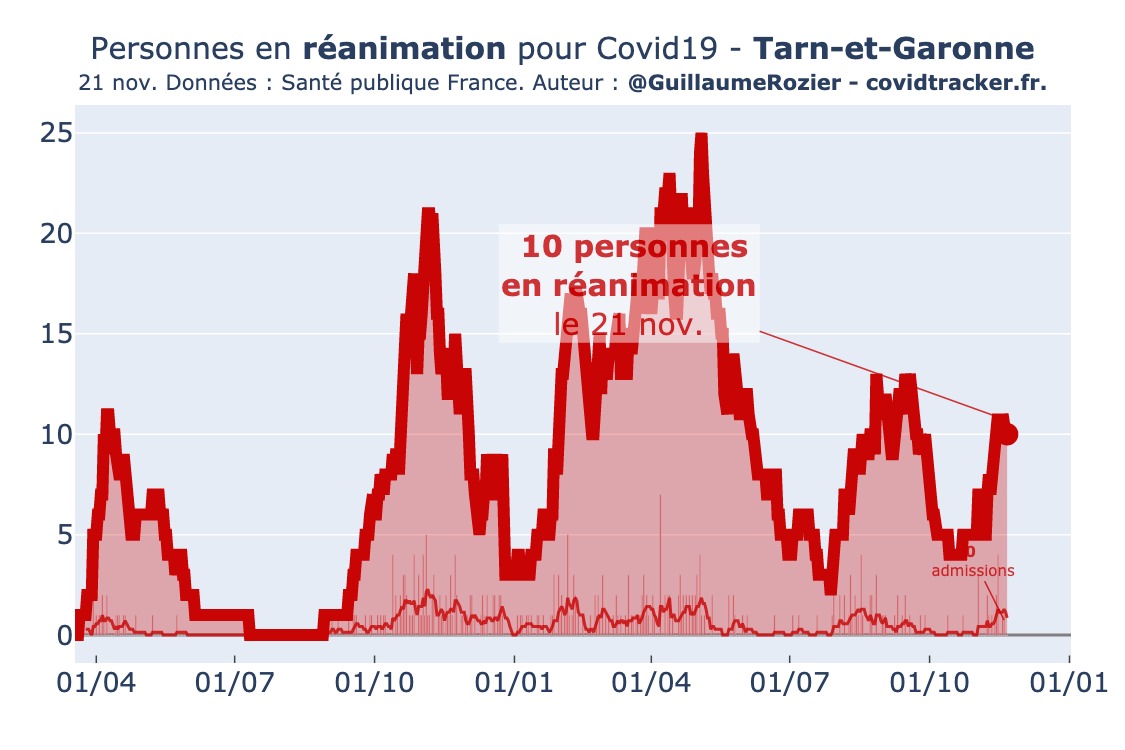 Personnes en réanimation pour Covid19 - Tarn-et-Garonne
21 nov. Données : Santé publique France. Auteur : @GuillaumeRozier - covidtracker.fr.
25
20
15
10
5
0
10 personnes
en réanimation
le 21 nov.
0
admissions
01/04
01/07
01/10
01/01
01/04
01/07
01/10
01/01